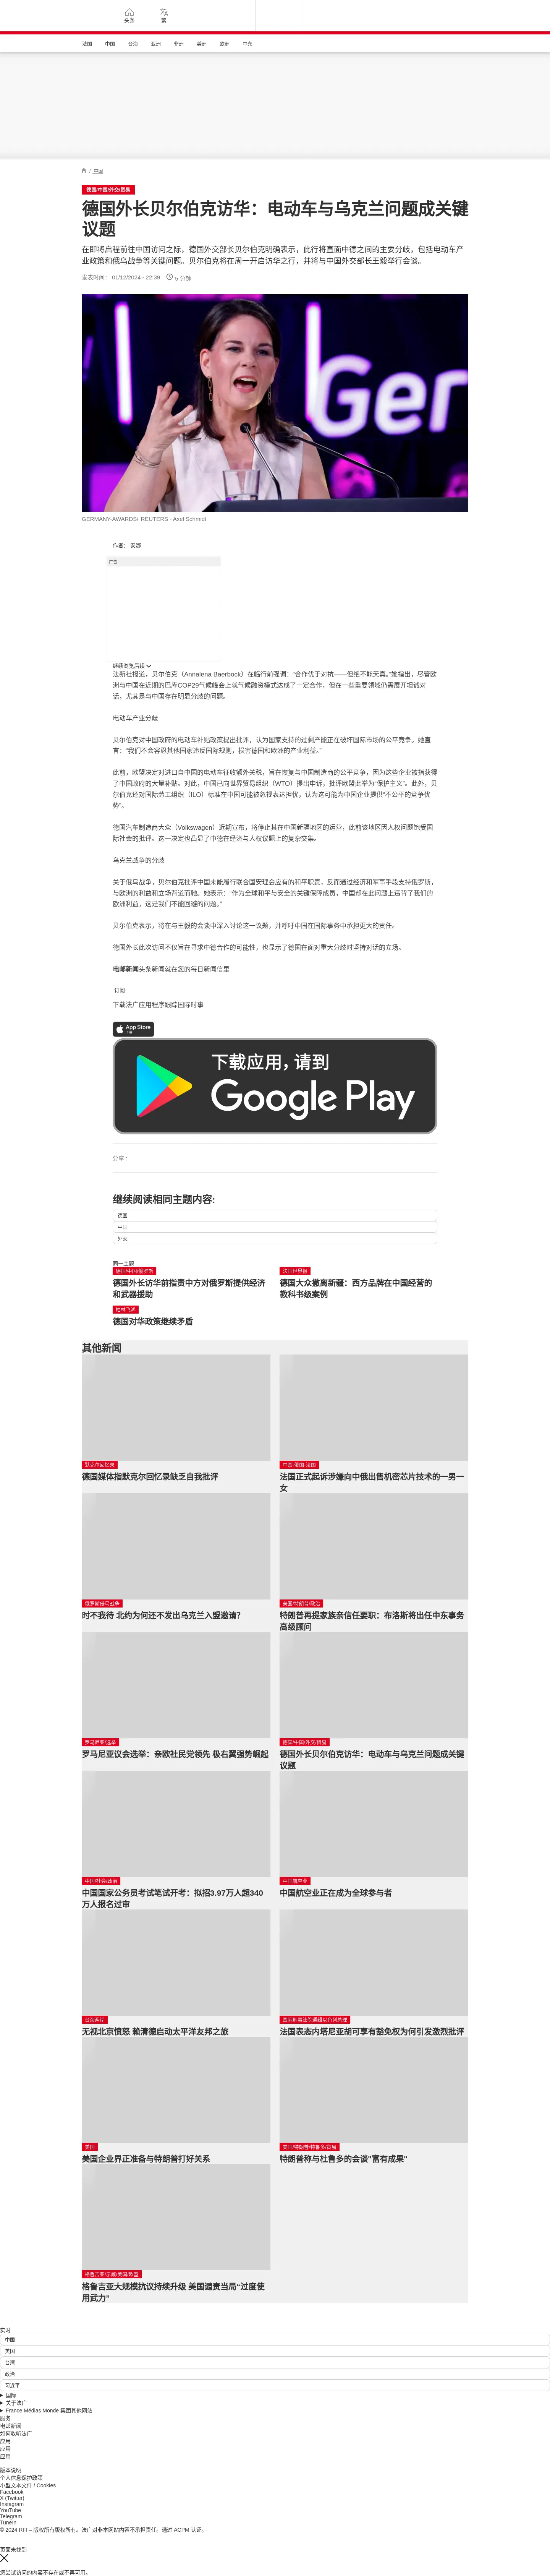 头条
繁
法国
中国
台海
亚洲
非洲
美洲
欧洲
中东
/ 中国
德国/中国/外交/贸易
德国外长贝尔伯克访华：电动车与乌克兰问题成关键
议题
在即将启程前往中国访问之际，德国外交部长贝尔伯克明确表示，此行将直面中德之间的主要分歧，包括电动车产
业政策和俄乌战争等关键问题。贝尔伯克将在周一开启访华之行，并将与中国外交部长王毅举行会谈。
发表时间： 01/12/2024 - 22:39
5 分钟
Ger
GERMANY-AWARDS/ REUTERS - Axel Schmidt
作者： 安娜
广告
继续浏览后续
法新社报道，贝尔伯克（Annalena Baerbock）在临行前强调：“合作优于对抗——但绝不能天真。”她指出，尽管欧
洲与中国在近期的巴库COP29气候峰会上就气候融资模式达成了一定合作，但在一些重要领域仍需展开坦诚对
话，尤其是与中国存在明显分歧的问题。
电动车产业分歧
贝尔伯克对中国政府的电动车补贴政策提出批评，认为国家支持的过剩产能正在破坏国际市场的公平竞争。她直
言：“我们不会容忍其他国家违反国际规则，损害德国和欧洲的产业利益。”
此前，欧盟决定对进口自中国的电动车征收额外关税，旨在恢复与中国制造商的公平竞争，因为这些企业被指获得
了中国政府的大量补贴。对此，中国已向世界贸易组织（WTO）提出申诉，批评欧盟此举为“保护主义”。此外，贝
尔伯克还对国际劳工组织（ILO）标准在中国可能被忽视表达担忧，认为这可能为中国企业提供“不公平的竞争优
势”。
德国汽车制造商大众（Volkswagen）近期宣布，将停止其在中国新疆地区的运营，此前该地区因人权问题饱受国
际社会的批评。这一决定也凸显了中德在经济与人权议题上的复杂交集。
乌克兰战争的分歧
关于俄乌战争，贝尔伯克批评中国未能履行联合国安理会应有的和平职责，反而通过经济和军事手段支持俄罗斯，
与欧洲的利益和立场背道而驰。她表示：“作为全球和平与安全的关键保障成员，中国却在此问题上违背了我们的
欧洲利益，这是我们不能回避的问题。”
贝尔伯克表示，将在与王毅的会谈中深入讨论这一议题，并呼吁中国在国际事务中承担更大的责任。
德国外长此次访问不仅旨在寻求中德合作的可能性，也显示了德国在面对重大分歧时坚持对话的立场。
电邮新闻头条新闻就在您的每日新闻信里
订阅
下载法广应用程序跟踪国际时事
App Store
下载
下载应用，请到
Google Play
分享 :
继续阅读相同主题内容:
德国
中国
外交
同一主题
德国/中国/俄罗斯
德国外长访华前指责中方对俄罗斯提供经济
和武器援助
法国世界报
德国大众撤离新疆：西方品牌在中国经营的
教科书级案例
柏林飞鸿
德国对华政策继续矛盾
其他新闻
默克尔回忆录
德国媒体指默克尔回忆录缺乏自我批评
中国/俄国·法国
法国正式起诉涉嫌向中俄出售机密芯片技术的一男一
女
俄罗斯侵乌战争
时不我待 北约为何还不发出乌克兰入盟邀请?
美国/特朗普/政治
特朗普再提家族亲信任要职：布洛斯将出任中东事务
高级顾问
罗马尼亚/选举
罗马尼亚议会选举：亲欧社民党领先 极右翼强势崛起
德国/中国/外交/贸易
德国外长贝尔伯克访华：电动车与乌克兰问题成关键
议题
中国/社会/政治
中国国家公务员考试笔试开考：拟招3.97万人超340
万人报名过审
中国航空业
中国航空业正在成为全球参与者
台海两岸
无视北京愤怒 赖清德启动太平洋友邦之旅
国际刑事法院通缉以色列总理
法国表态内塔尼亚胡可享有豁免权为何引发激烈批评
美国
美国企业界正准备与特朗普打好关系
美国/特朗普/特鲁多/贸易
特朗普称与杜鲁多的会谈“富有成果”
格鲁吉亚/示威/美国/欧盟
格鲁吉亚大规模抗议持续升级 美国谴责当局“过度使
用武力”
实时
中国
美国
台湾
政治
习近平
国际
关于法广
France Médias Monde 集团其他网站
服务
电邮新闻
如何收听法广
应用
应用
应用
版本说明
个人信息保护政策
小型文本文件 / Cookies
Facebook
X (Twitter)
Instagram
YouTube
Telegram
TuneIn
© 2024 RFI – 版权所有版权所有。法广对非本网站内容不承担责任。通过 ACPM 认证。
页面未找到
您尝试访问的内容不存在或不再可用。